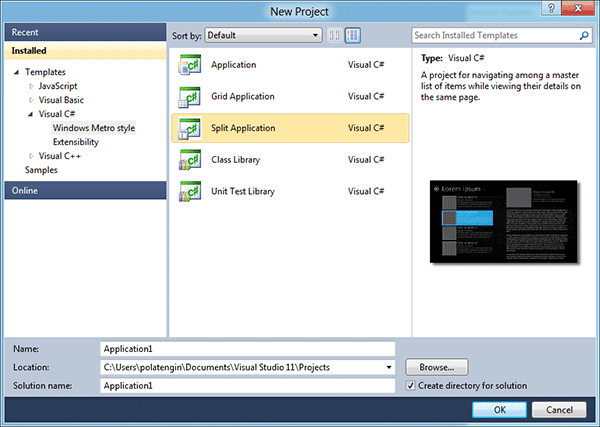 New Project
Recent
Installed
Templates
JavaScript
Visual Basic
Visual C#
Windows Metro style
Extensibility
Visual C++
Samples
Online
Sort by: Default
Application Visual C#
Grid Application Visual C#
Split Application Visual C#
Class Library Visual C#
Unit Test Library Visual C#
Search Installed Templates
Type: Visual C#
A project for navigating among a master
list of items while viewing their details on
the same page.
Lorem ipsum
Name: Application1
Location: C:\Users\polatengin\Documents\Visual Studio 11\Projects
Browse...
Solution name: Application1
Create directory for solution
OK Cancel